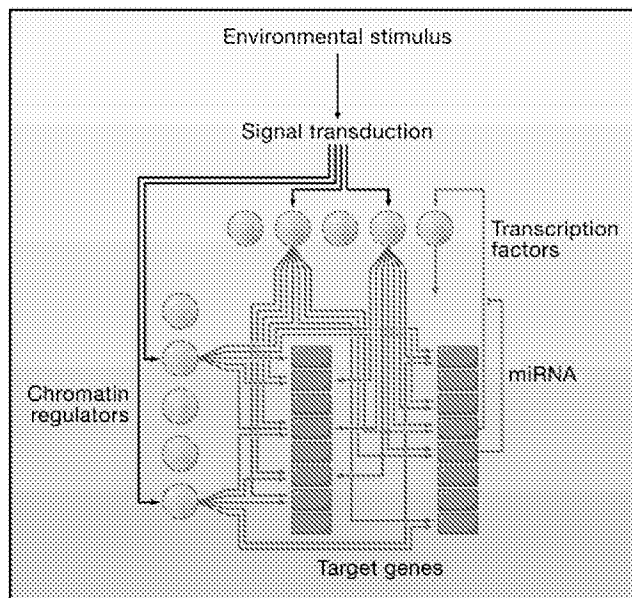 Environmental stimulus
Signal transduction
Transcription
factors
miRNA
Chromatin
regulators
Target genes